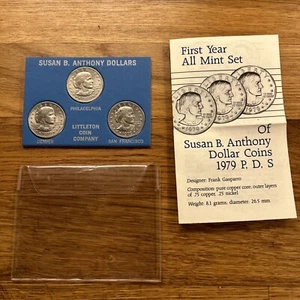 SUSAN B. ANTHONY DOLLARS
PHILADELPHIA
LITTLETON
COIN
COMPANY
DENVER
SAN FRANCISCO
First Year
All Mint Set
1979
Of
Susan B. Anthony
Dollar Coins
1979 P, D, S
Designer: Frank Gasparro
Composition: pure copper core, outer layers
of .75 copper, .25 nickel.
Weight: 8.1 grams; diameter: 26.5 mm